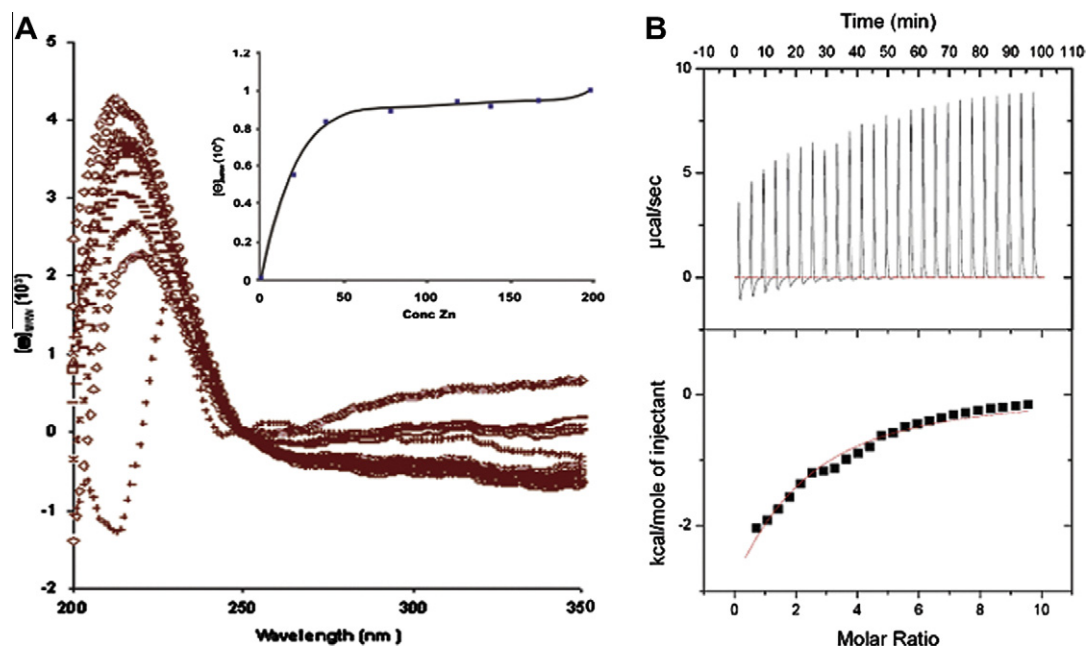 A
5
4
3
2
1
0
-1
-2
200
250
300
350
Wavelength (nm )
1.2
1
0.8
0.6
0.4
0.2
0
0
50
100
150
200
Conc Zn
B
Time (min)
-10 0 10 20 30 40 50 60 70 80 90 100 110
10
5
0
µcal/sec
0
-2
kcal/mole of injectant
0 2 4 6 8 10
Molar Ratio